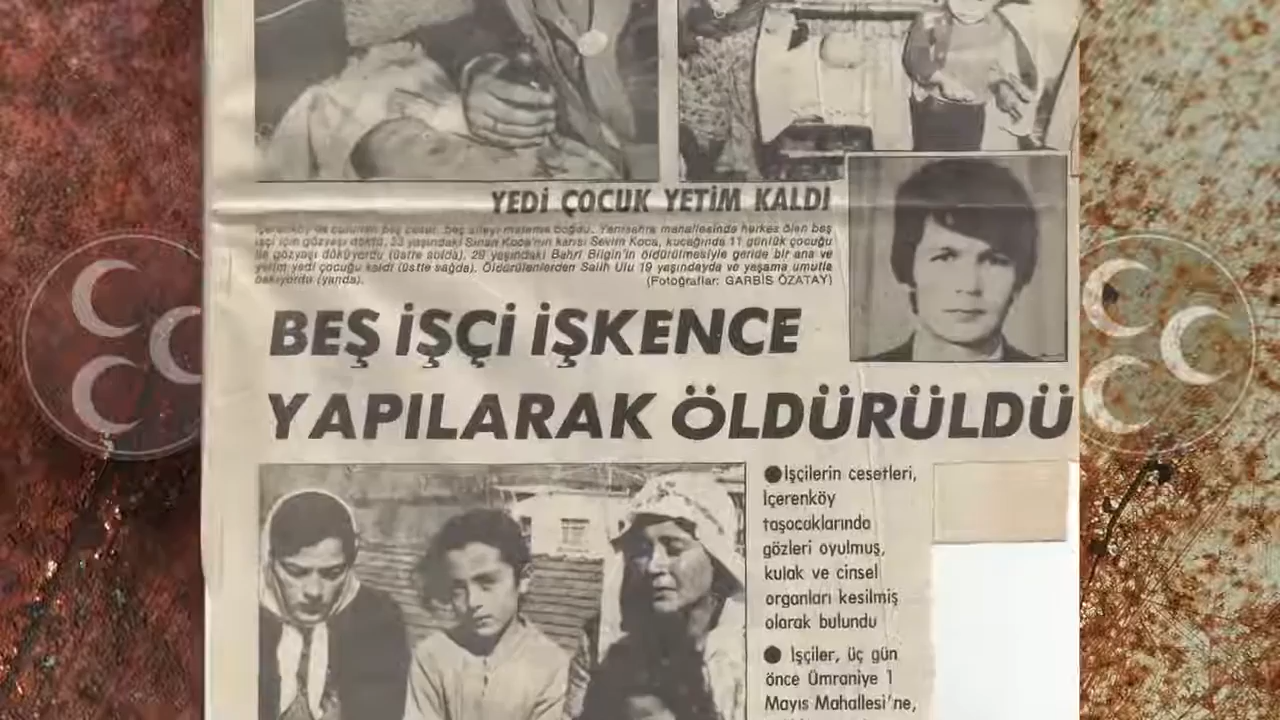 YEDİ ÇOCUK YETİM KALDI
İçerenköy'de bulunan beş ceset, beş aileyi mateme boğdu. Yenisahra mahallesinde herkes ölen beş
işçi için gözyaşı döktü. 33 yaşındaki Sinan Koca'nın karısı Sevim Koca, kucağında 11 günlük çocuğu
ile gözyaşı döküyordu (üstte solda). 29 yaşındaki Bahri Bilgin'in öldürülmesiyle geride bir ana ve
yetim yedi çocuğu kaldı (üstte sağda). Öldürülenlerden Salih Ulu 19 yaşındaydı ve yaşama umutla
bakıyordu (yanda).
(Fotoğraflar: GARBİS ÖZATAY)
BEŞ İŞÇİ İŞKENCE
YAPILARAK ÖLDÜRÜLDÜ
●İşçilerin cesetleri,
İçerenköy
taşocaklarında
gözleri oyulmuş,
kulak ve cinsel
organları kesilmiş
olarak bulundu
● İşçiler, üç gün
önce Ümraniye 1
Mayıs Mahallesi'ne,